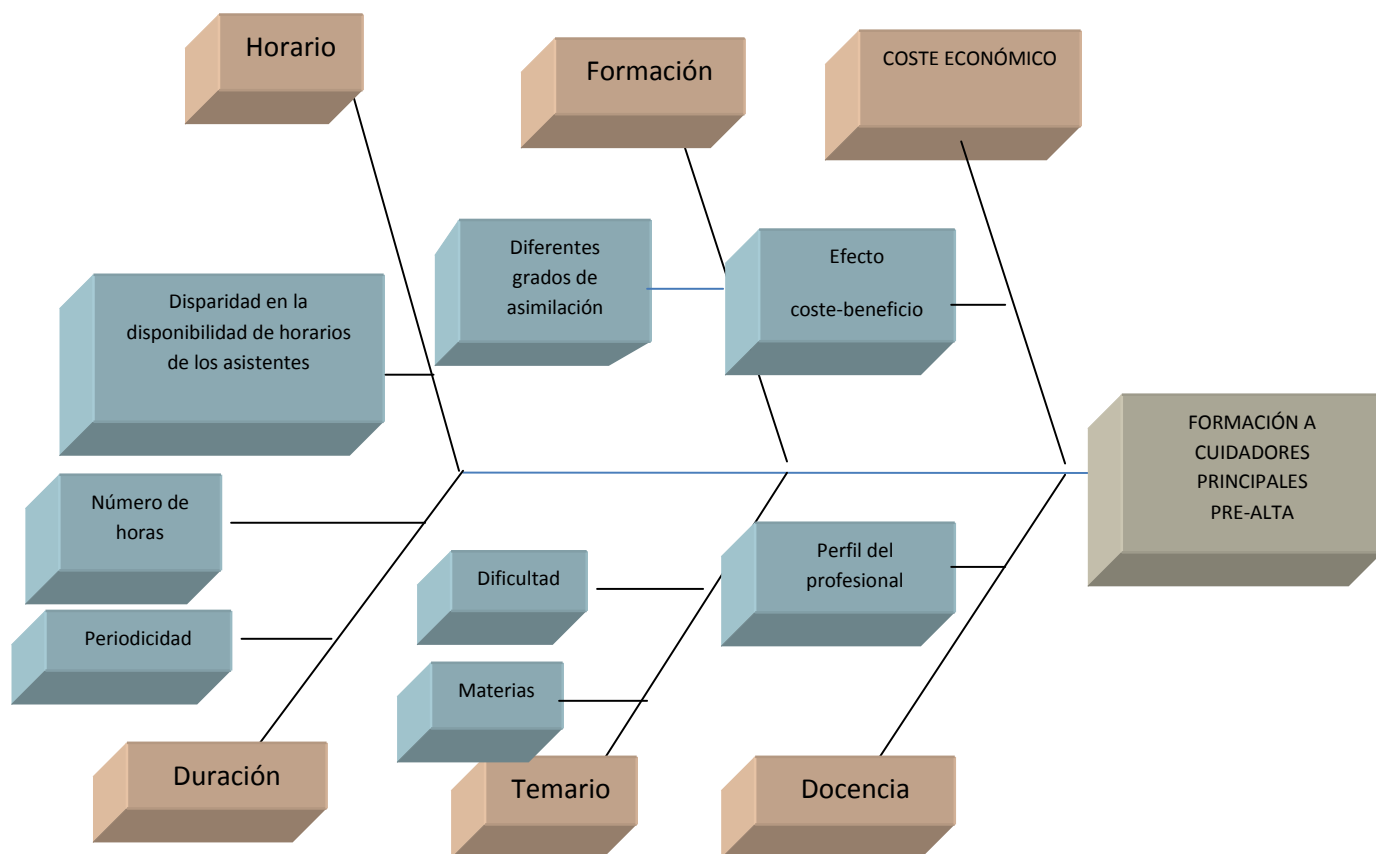 Horario
Formación
COSTE ECONÓMICO
Diferentes
grados de
asimilación
Efecto
coste-beneficio
Disparidad en la
disponibilidad de horarios
de los asistentes
FORMACIÓN A
CUIDADORES
PRINCIPALES
PRE-ALTA
Número de
horas
Dificultad
Perfil del
profesional
Periodicidad
Materias
Duración
Temario
Docencia